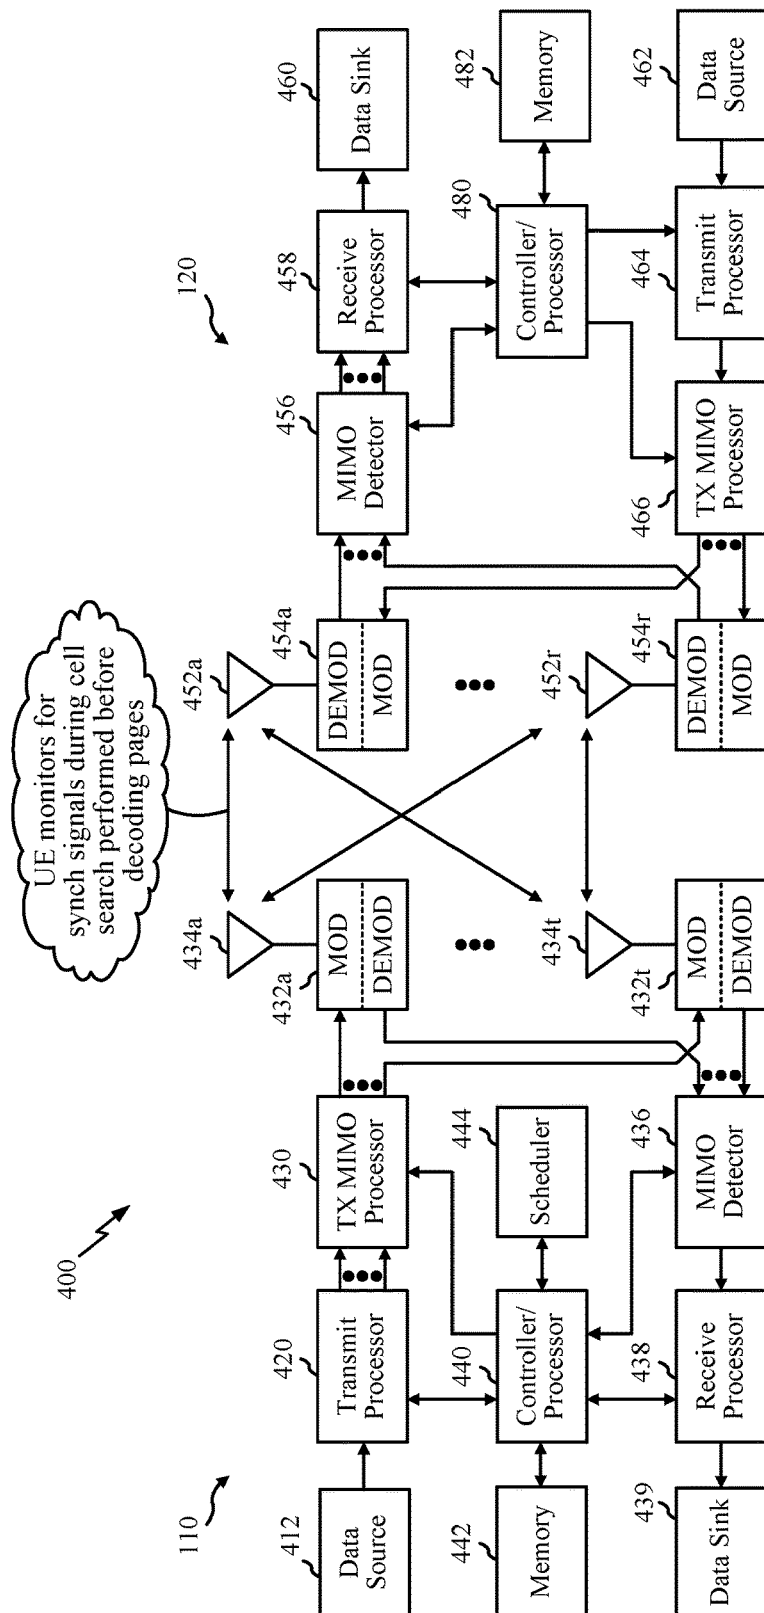 400
UE monitors for
synch signals during cell
search performed before
decoding pages
110
120
412
Data
Source
420
Transmit
Processor
430
TX MIMO
Processor
432a
MOD
DEMOD
434a
452a
454a
DEMOD
MOD
456
MIMO
Detector
458
Receive
Processor
460
Data Sink
442
Memory
440
Controller/
Processor
444
Scheduler
480
Controller/
Processor
482
Memory
439
Data Sink
438
Receive
Processor
436
MIMO
Detector
432t
MOD
DEMOD
434t
452r
454r
DEMOD
MOD
466
TX MIMO
Processor
464
Transmit
Processor
462
Data
Source